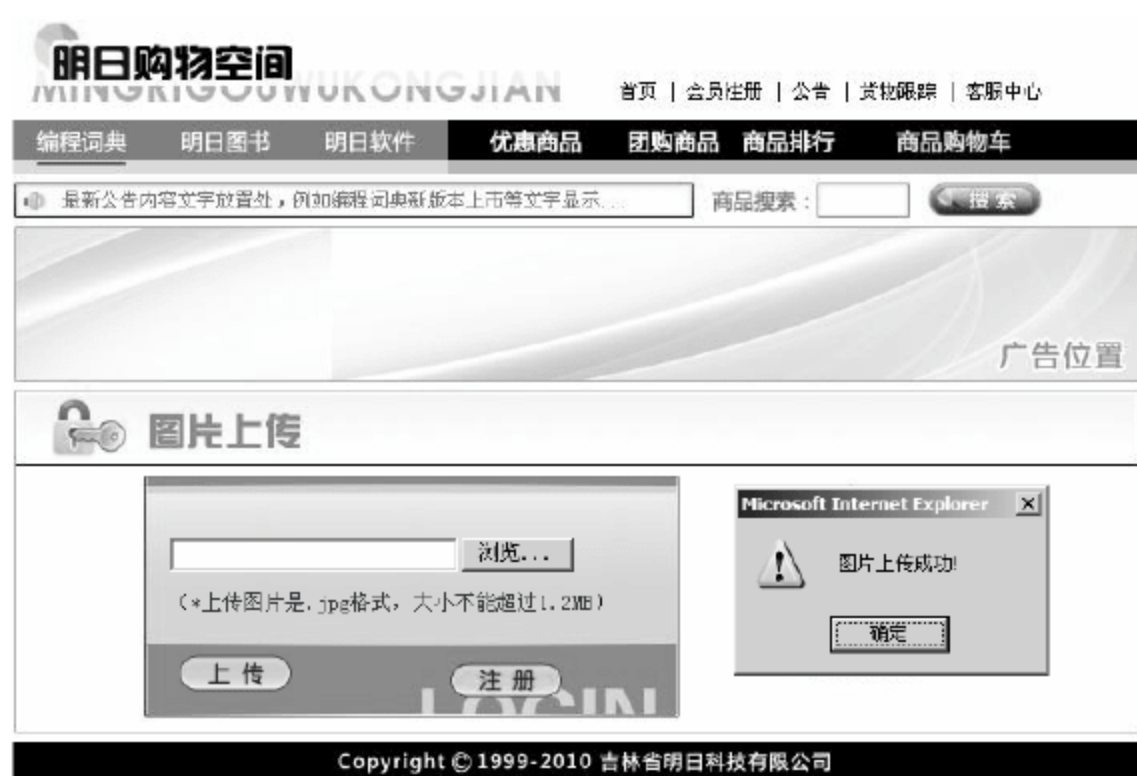 明日购物空间
MINGRIGOUWUKONGJIAN
首页 | 会员注册 | 公告 | 货物跟踪 | 客服中心
编程词典 明日图书 明日软件 优惠商品 团购商品 商品排行 商品购物车
最新公告内容文字放置处，例如编程词典新版本上市等文字显示.... 商品搜索： 搜索
广告位置
图片上传
Microsoft Internet Explorer
浏览...
图片上传成功!
(*上传图片是.jpg格式，大小不能超过1.2MB)
确定
上传 注册
LOGIN
Copyright © 1999-2010 吉林省明日科技有限公司